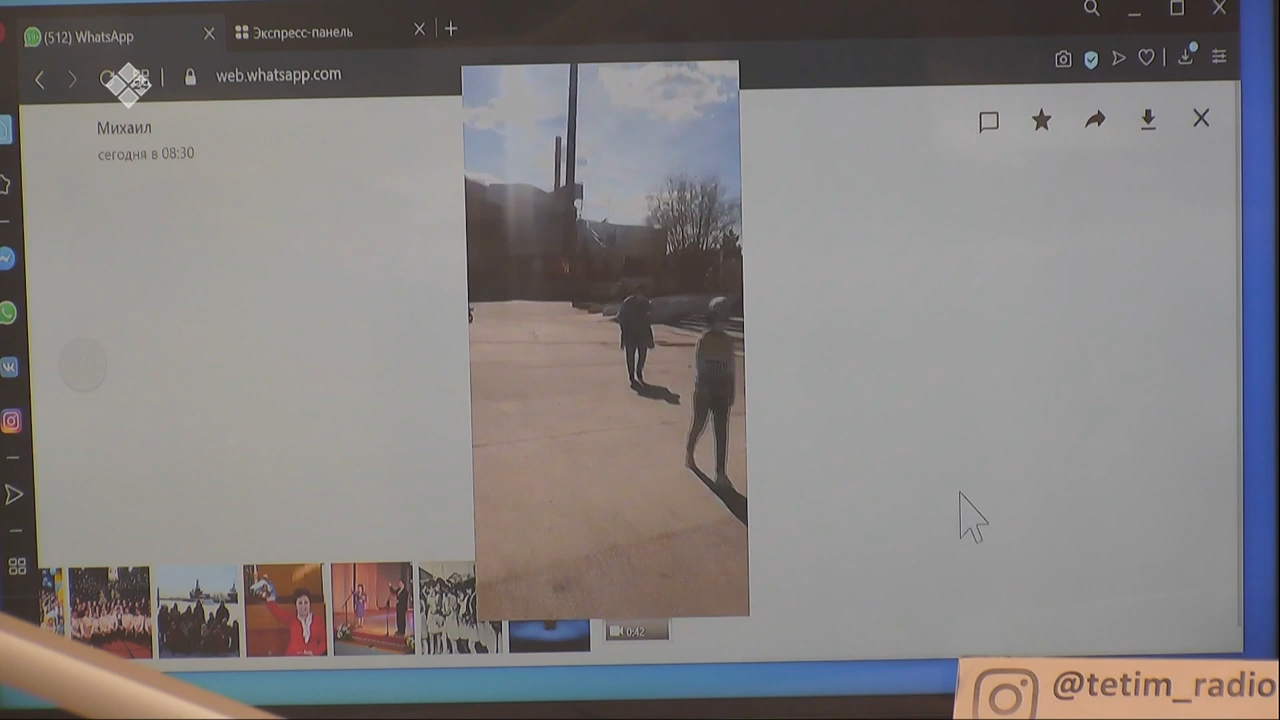 (512) WhatsApp
Экспресс-панель
web.whatsapp.com
Михаил
сегодня в 08:30
0:42
@tetim_radio